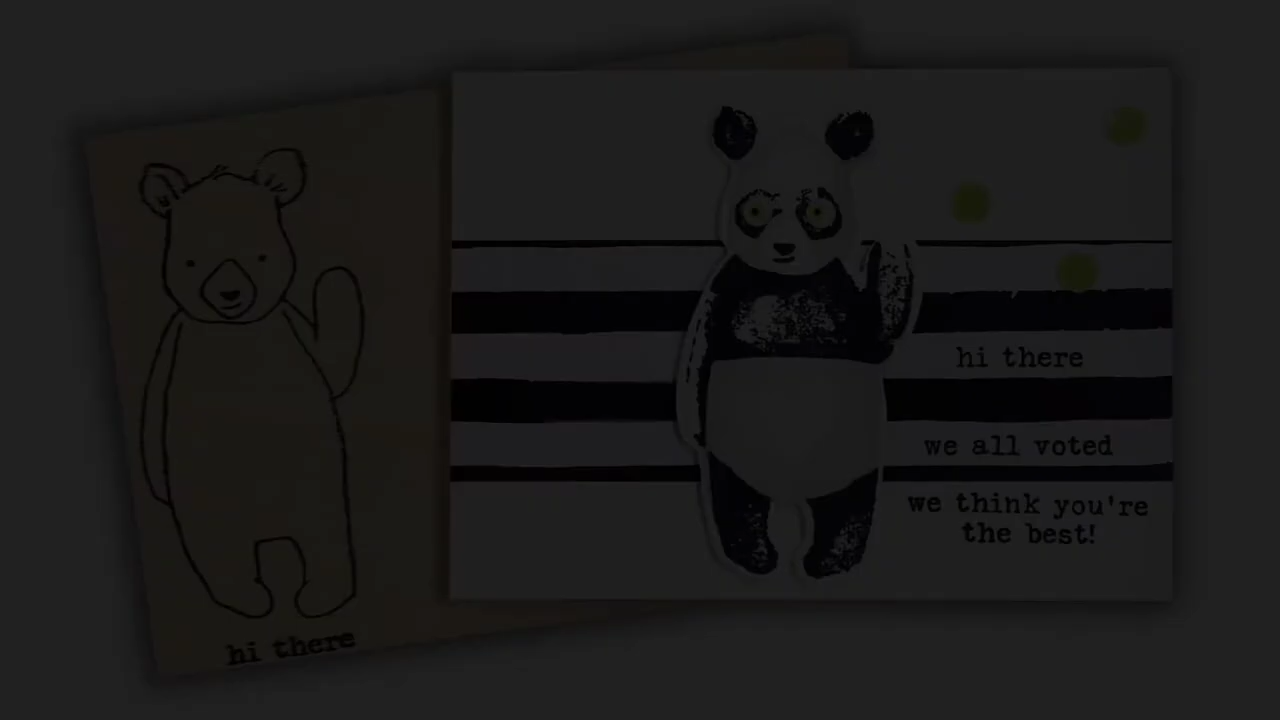 hi there
hi there
we all voted
we think you're
the best!